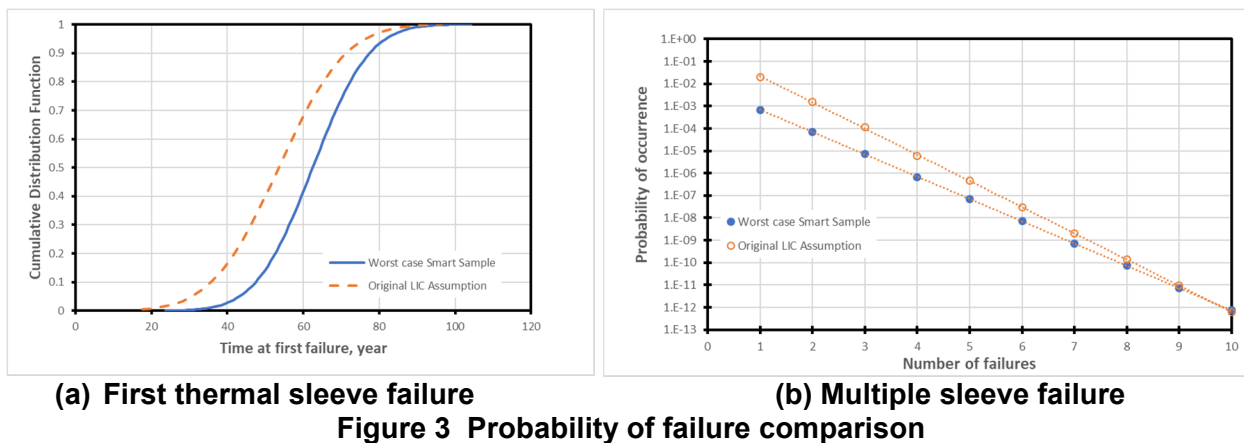 Cumulative Distribution Function
1
0.9
0.8
0.7
0.6
0.5
0.4
0.3
0.2
0.1
0
0 20 40 60 80 100 120
Time at first failure, year
Worst case Smart Sample
Original LIC Assumption
Probability of occurrence
1.E+00
1.E-01
1.E-02
1.E-03
1.E-04
1.E-05
1.E-06
1.E-07
1.E-08
1.E-09
1.E-10
1.E-11
1.E-12
1.E-13
0 1 2 3 4 5 6 7 8 9 10
Number of failures
Worst case Smart Sample
Original LIC Assumption
(a) First thermal sleeve failure
(b) Multiple sleeve failure
Figure 3 Probability of failure comparison